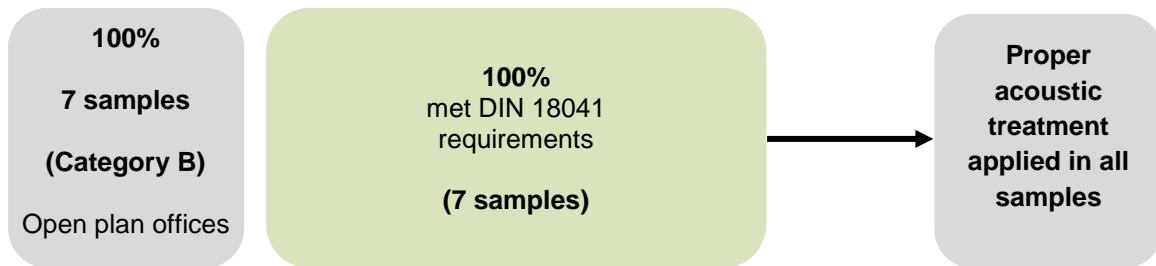 100%
7 samples
(Category B)
Open plan offices
100%
met DIN 18041
requirements
(7 samples)
Proper
acoustic
treatment
applied in all
samples